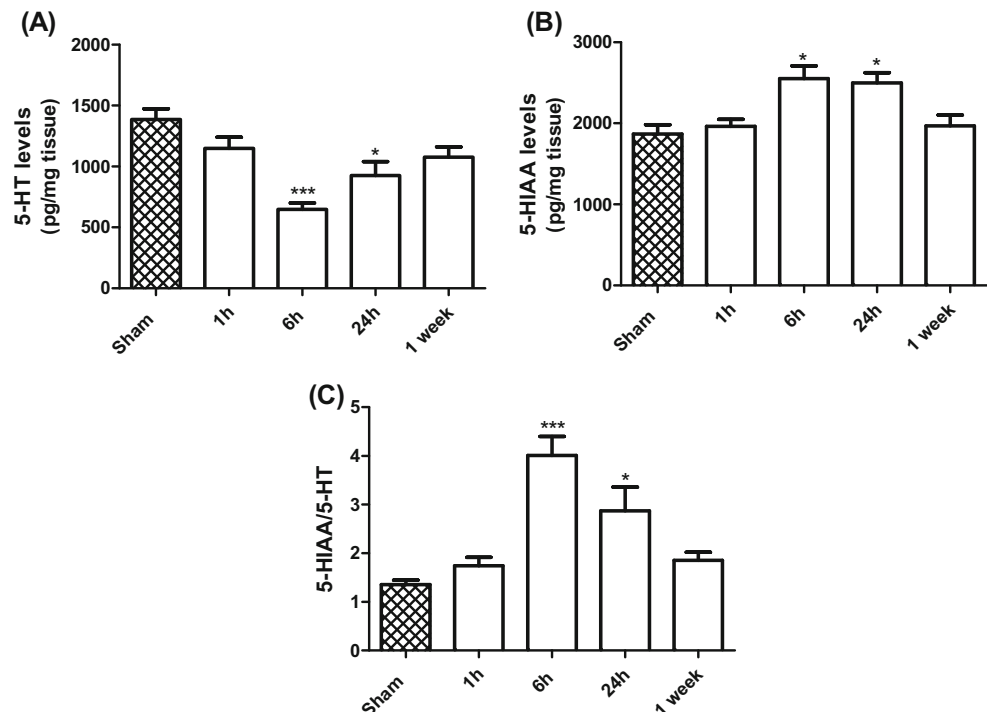 (A)
5-HT levels
(pg/mg tissue)
2000
1500
1000
500
0
***
*
Sham
1h
6h
24h
1 week
(B)
5-HIAA levels
(pg/mg tissue)
3000
2000
1000
0
*
*
Sham
1h
6h
24h
1 week
(C)
5-HIAA/5-HT
5
4
3
2
1
0
***
*
Sham
1h
6h
24h
1 week